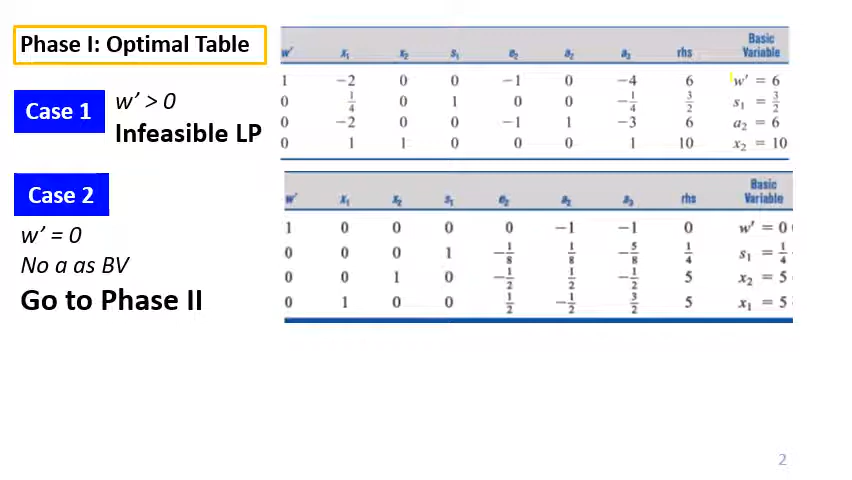 Phase I: Optimal Table
Case 1
w' > 0
Infeasible LP
w' x₁ x₂ s₁ e₂ a₂ a₃ rhs Basic Variable
1 −2 0 0 −1 0 −4 6 w' = 6
0 1/4 0 1 0 0 −1/4 3/2 s₁ = 3/2
0 −2 0 0 −1 1 −3 6 a₂ = 6
0 1 1 0 0 0 1 10 x₂ = 10
Case 2
w' = 0
No a as BV
Go to Phase II
w' x₁ x₂ s₁ e₂ a₂ a₃ rhs Basic Variable
1 0 0 0 0 −1 −1 0 w' = 0
0 0 0 1 −1/8 1/8 −5/8 1/4 s₁ = 1/4
0 0 1 0 −1/2 1/2 −1/2 5 x₂ = 5
0 1 0 0 1/2 −1/2 3/2 5 x₁ = 5
2